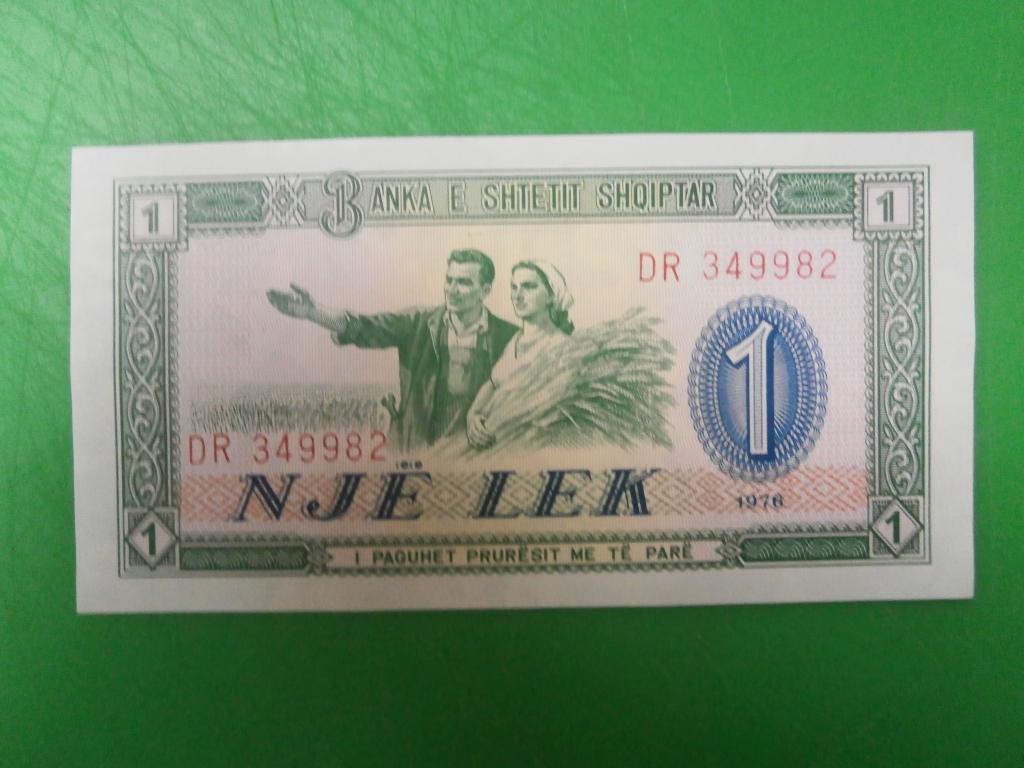 1
BANKA E SHTETIT SHQIPTAR
1
DR 349982
1
DR 349982
NJË LEK
1976
1
I PAGUHET PRURËSIT ME TË PARË
1